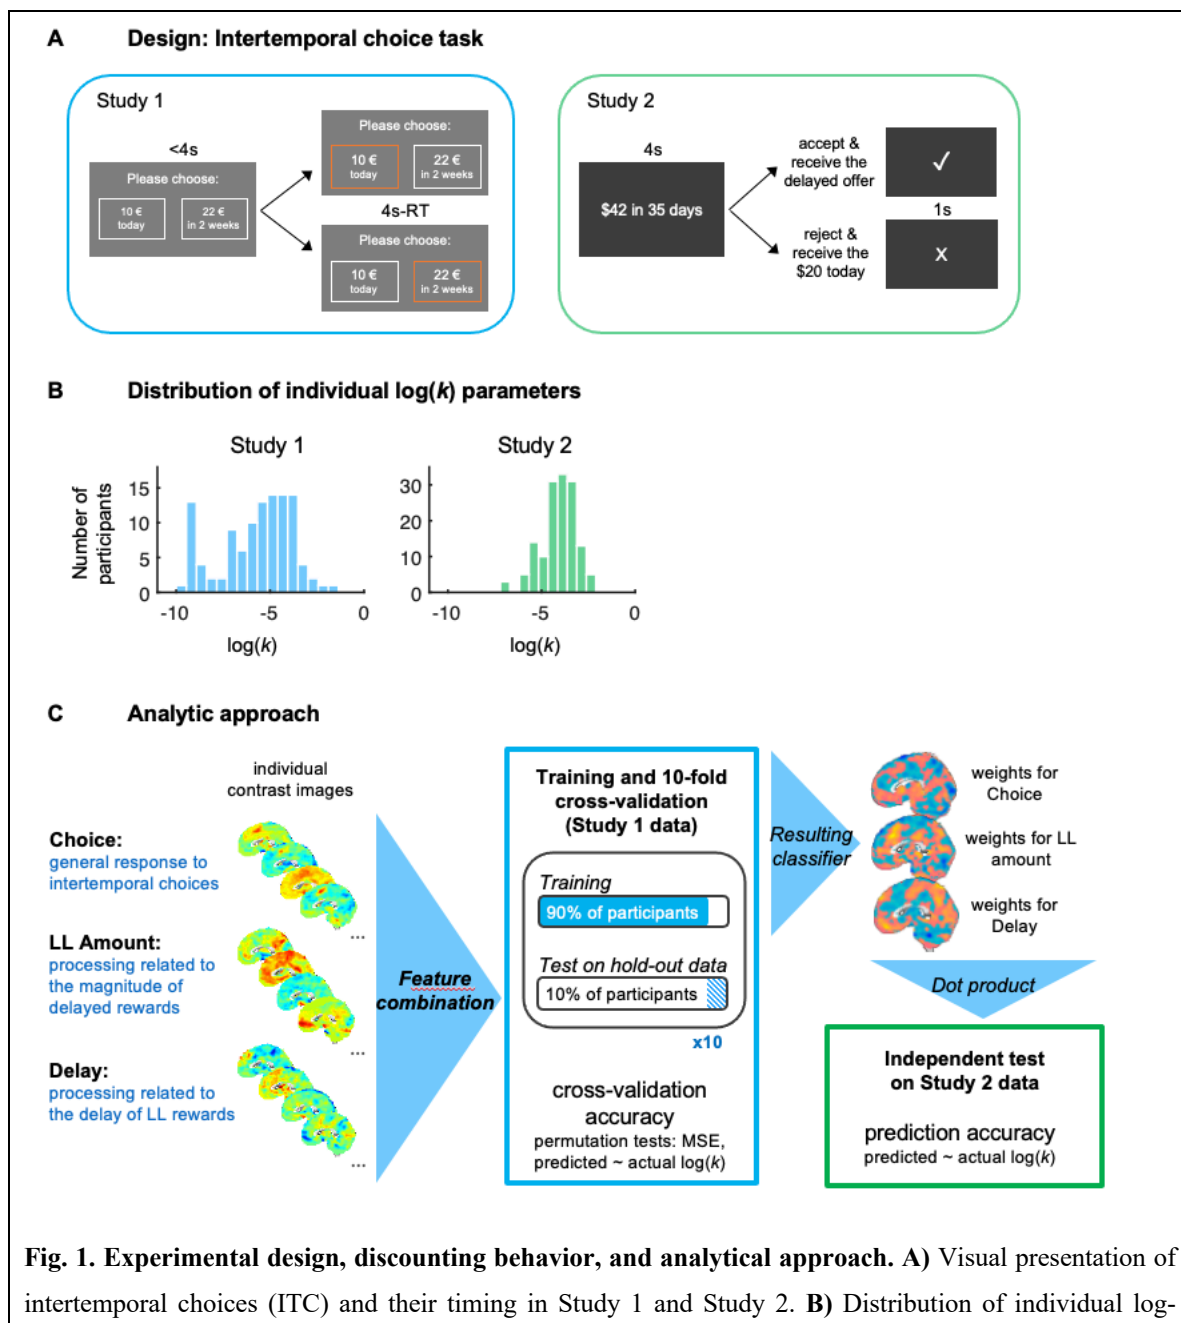 A Design: Intertemporal choice task
Study 1
<4s
Please choose:
10 €
today
22 €
in 2 weeks
Please choose:
10 €
today
22 €
in 2 weeks
4s-RT
Please choose:
10 €
today
22 €
in 2 weeks
Study 2
4s
$42 in 35 days
accept &
receive the
delayed offer
✓
1s
reject &
receive the
$20 today
X
B Distribution of individual log(k) parameters
Study 1
Number of
participants
15
10
5
0
-10 -5 0
log(k)
Study 2
30
20
10
0
-10 -5 0
log(k)
C Analytic approach
individual
contrast images
Choice:
general response to
intertemporal choices
...
LL Amount:
processing related to
the magnitude of
delayed rewards
...
Delay:
processing related to
the delay of LL rewards
...
Feature
combination
Training and 10-fold
cross-validation
(Study 1 data)
Training
90% of participants
Test on hold-out data
10% of participants
x10
cross-validation
accuracy
permutation tests: MSE,
predicted ~ actual log(k)
Resulting
classifier
weights for
Choice
weights for LL
amount
weights for
Delay
Dot product
Independent test
on Study 2 data
prediction accuracy
predicted ~ actual log(k)
Fig. 1. Experimental design, discounting behavior, and analytical approach. A) Visual presentation of
intertemporal choices (ITC) and their timing in Study 1 and Study 2. B) Distribution of individual log-